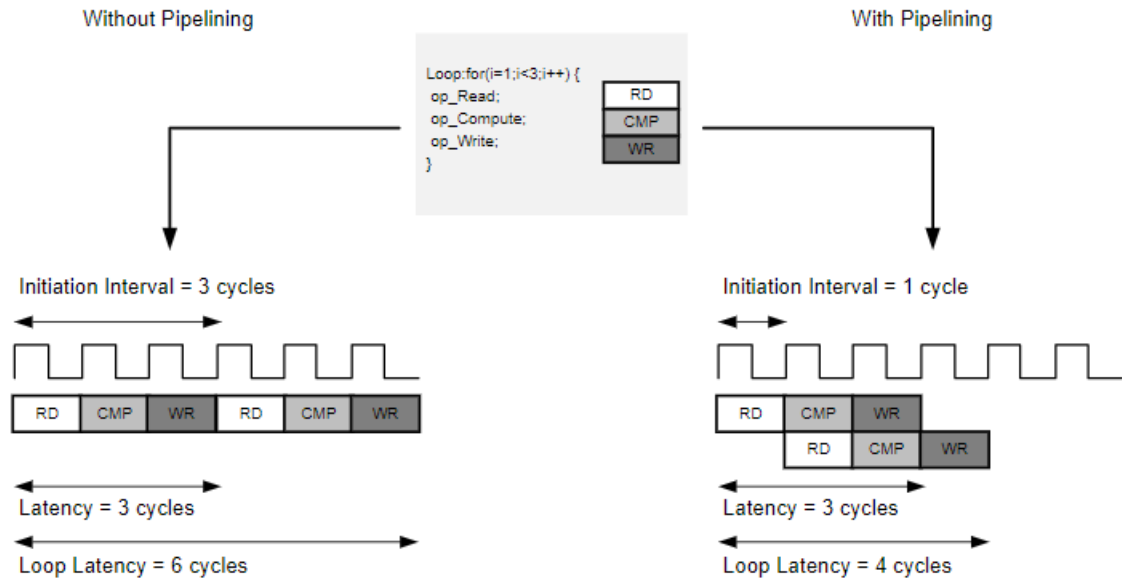 Without Pipelining
With Pipelining
Loop:for(i=1;i<3;i++) {
op_Read;
op_Compute;
op_Write;
}
RD
CMP
WR
Initiation Interval = 3 cycles
RD CMP WR RD CMP WR
Latency = 3 cycles
Loop Latency = 6 cycles
Initiation Interval = 1 cycle
RD CMP WR
RD CMP WR
Latency = 3 cycles
Loop Latency = 4 cycles